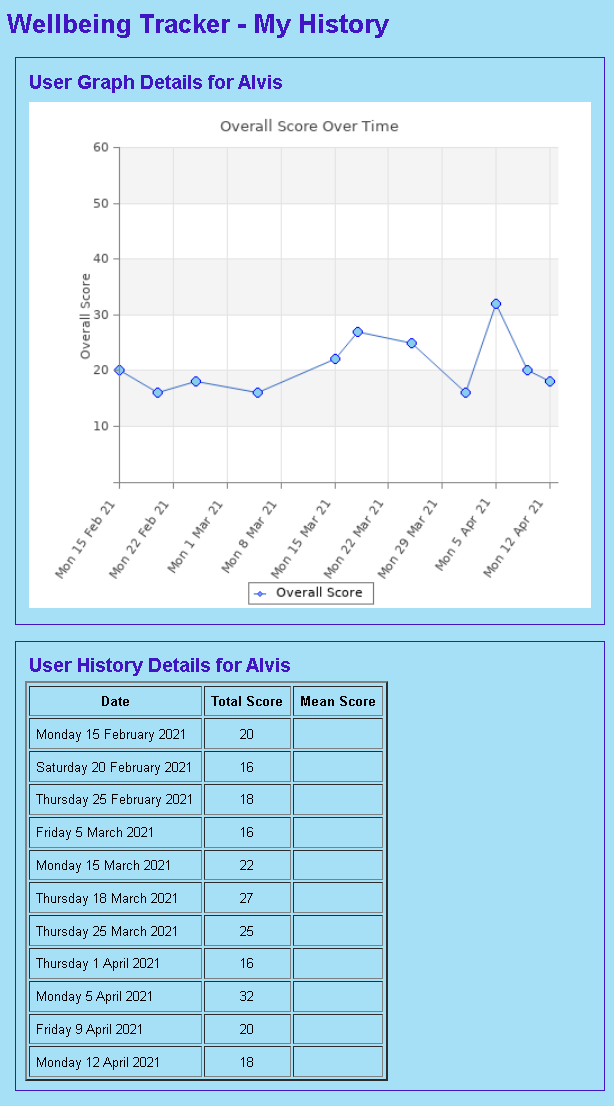 Wellbeing Tracker - My History
User Graph Details for Alvis
Overall Score Over Time
60
50
40
30
20
10
Overall Score
Mon 15 Feb 21
Mon 22 Feb 21
Mon 1 Mar 21
Mon 8 Mar 21
Mon 15 Mar 21
Mon 22 Mar 21
Mon 29 Mar 21
Mon 5 Apr 21
Mon 12 Apr 21
Overall Score
User History Details for Alvis
Date Total Score Mean Score
Monday 15 February 2021 20
Saturday 20 February 2021 16
Thursday 25 February 2021 18
Friday 5 March 2021 16
Monday 15 March 2021 22
Thursday 18 March 2021 27
Thursday 25 March 2021 25
Thursday 1 April 2021 16
Monday 5 April 2021 32
Friday 9 April 2021 20
Monday 12 April 2021 18